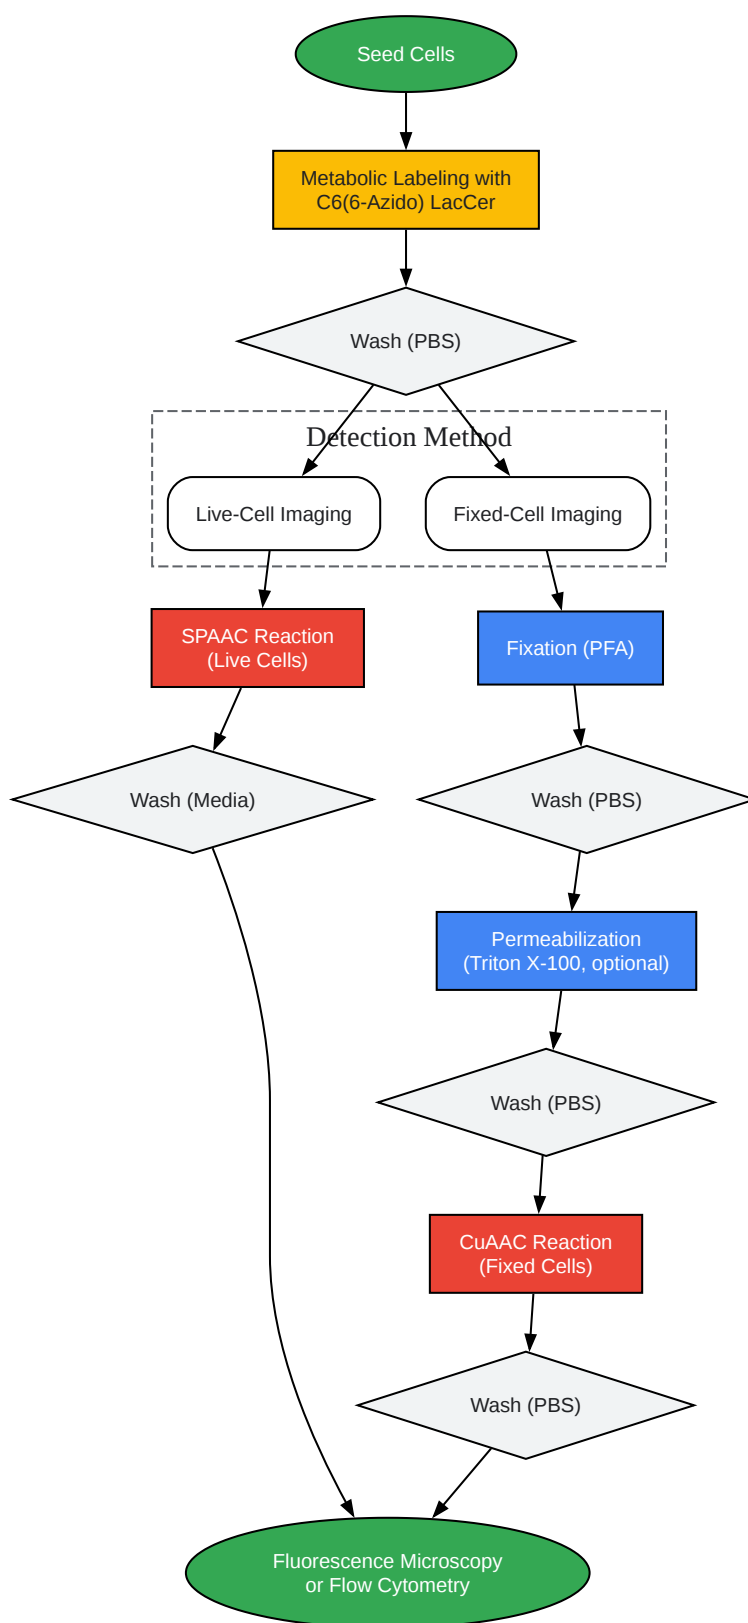 Seed Cells
Metabolic Labeling with
C6(6-Azido) LacCer
Wash (PBS)
Detection Method
Live-Cell Imaging
Fixed-Cell Imaging
SPAAC Reaction
(Live Cells)
Fixation (PFA)
Wash (Media)
Wash (PBS)
Permeabilization
(Triton X-100, optional)
Wash (PBS)
CuAAC Reaction
(Fixed Cells)
Wash (PBS)
Fluorescence Microscopy
or Flow Cytometry